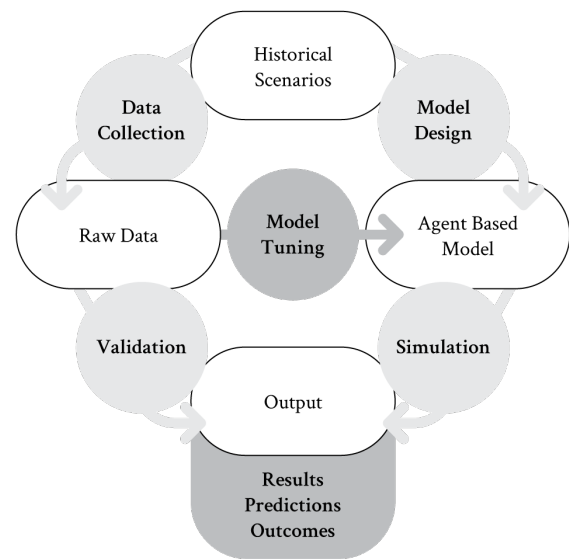 Historical
Scenarios
Data
Collection
Model
Design
Raw Data
Model
Tuning
Agent Based
Model
Validation
Simulation
Output
Results
Predictions
Outcomes